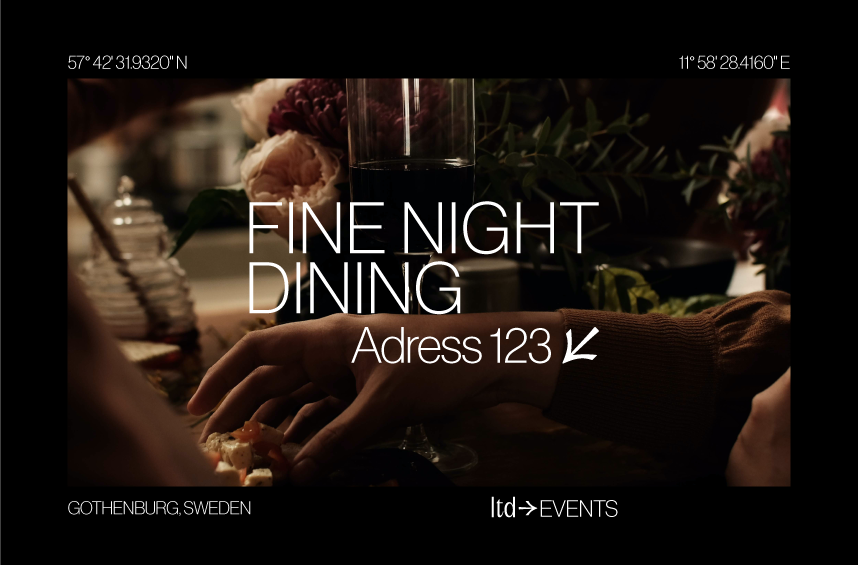 57° 42' 31.9320" N
11° 58' 28.4160" E
FINE NIGHT
DINING
Adress 123 ↙
GOTHENBURG, SWEDEN
ltd→EVENTS